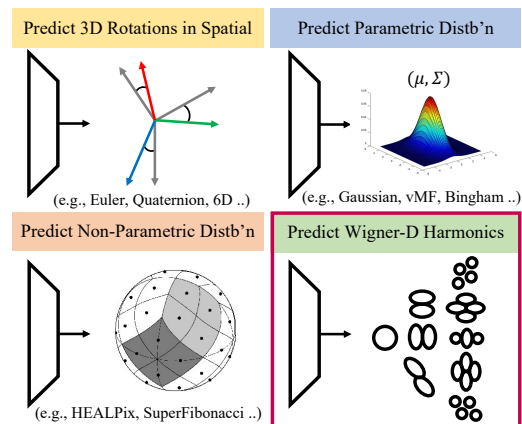 Predict 3D Rotations in Spatial
(e.g., Euler, Quaternion, 6D ..)
Predict Parametric Distb'n
(μ, Σ)
(e.g., Gaussian, vMF, Bingham ..)
Predict Non-Parametric Distb'n
(e.g., HEALPix, SuperFibonacci ..)
Predict Wigner-D Harmonics